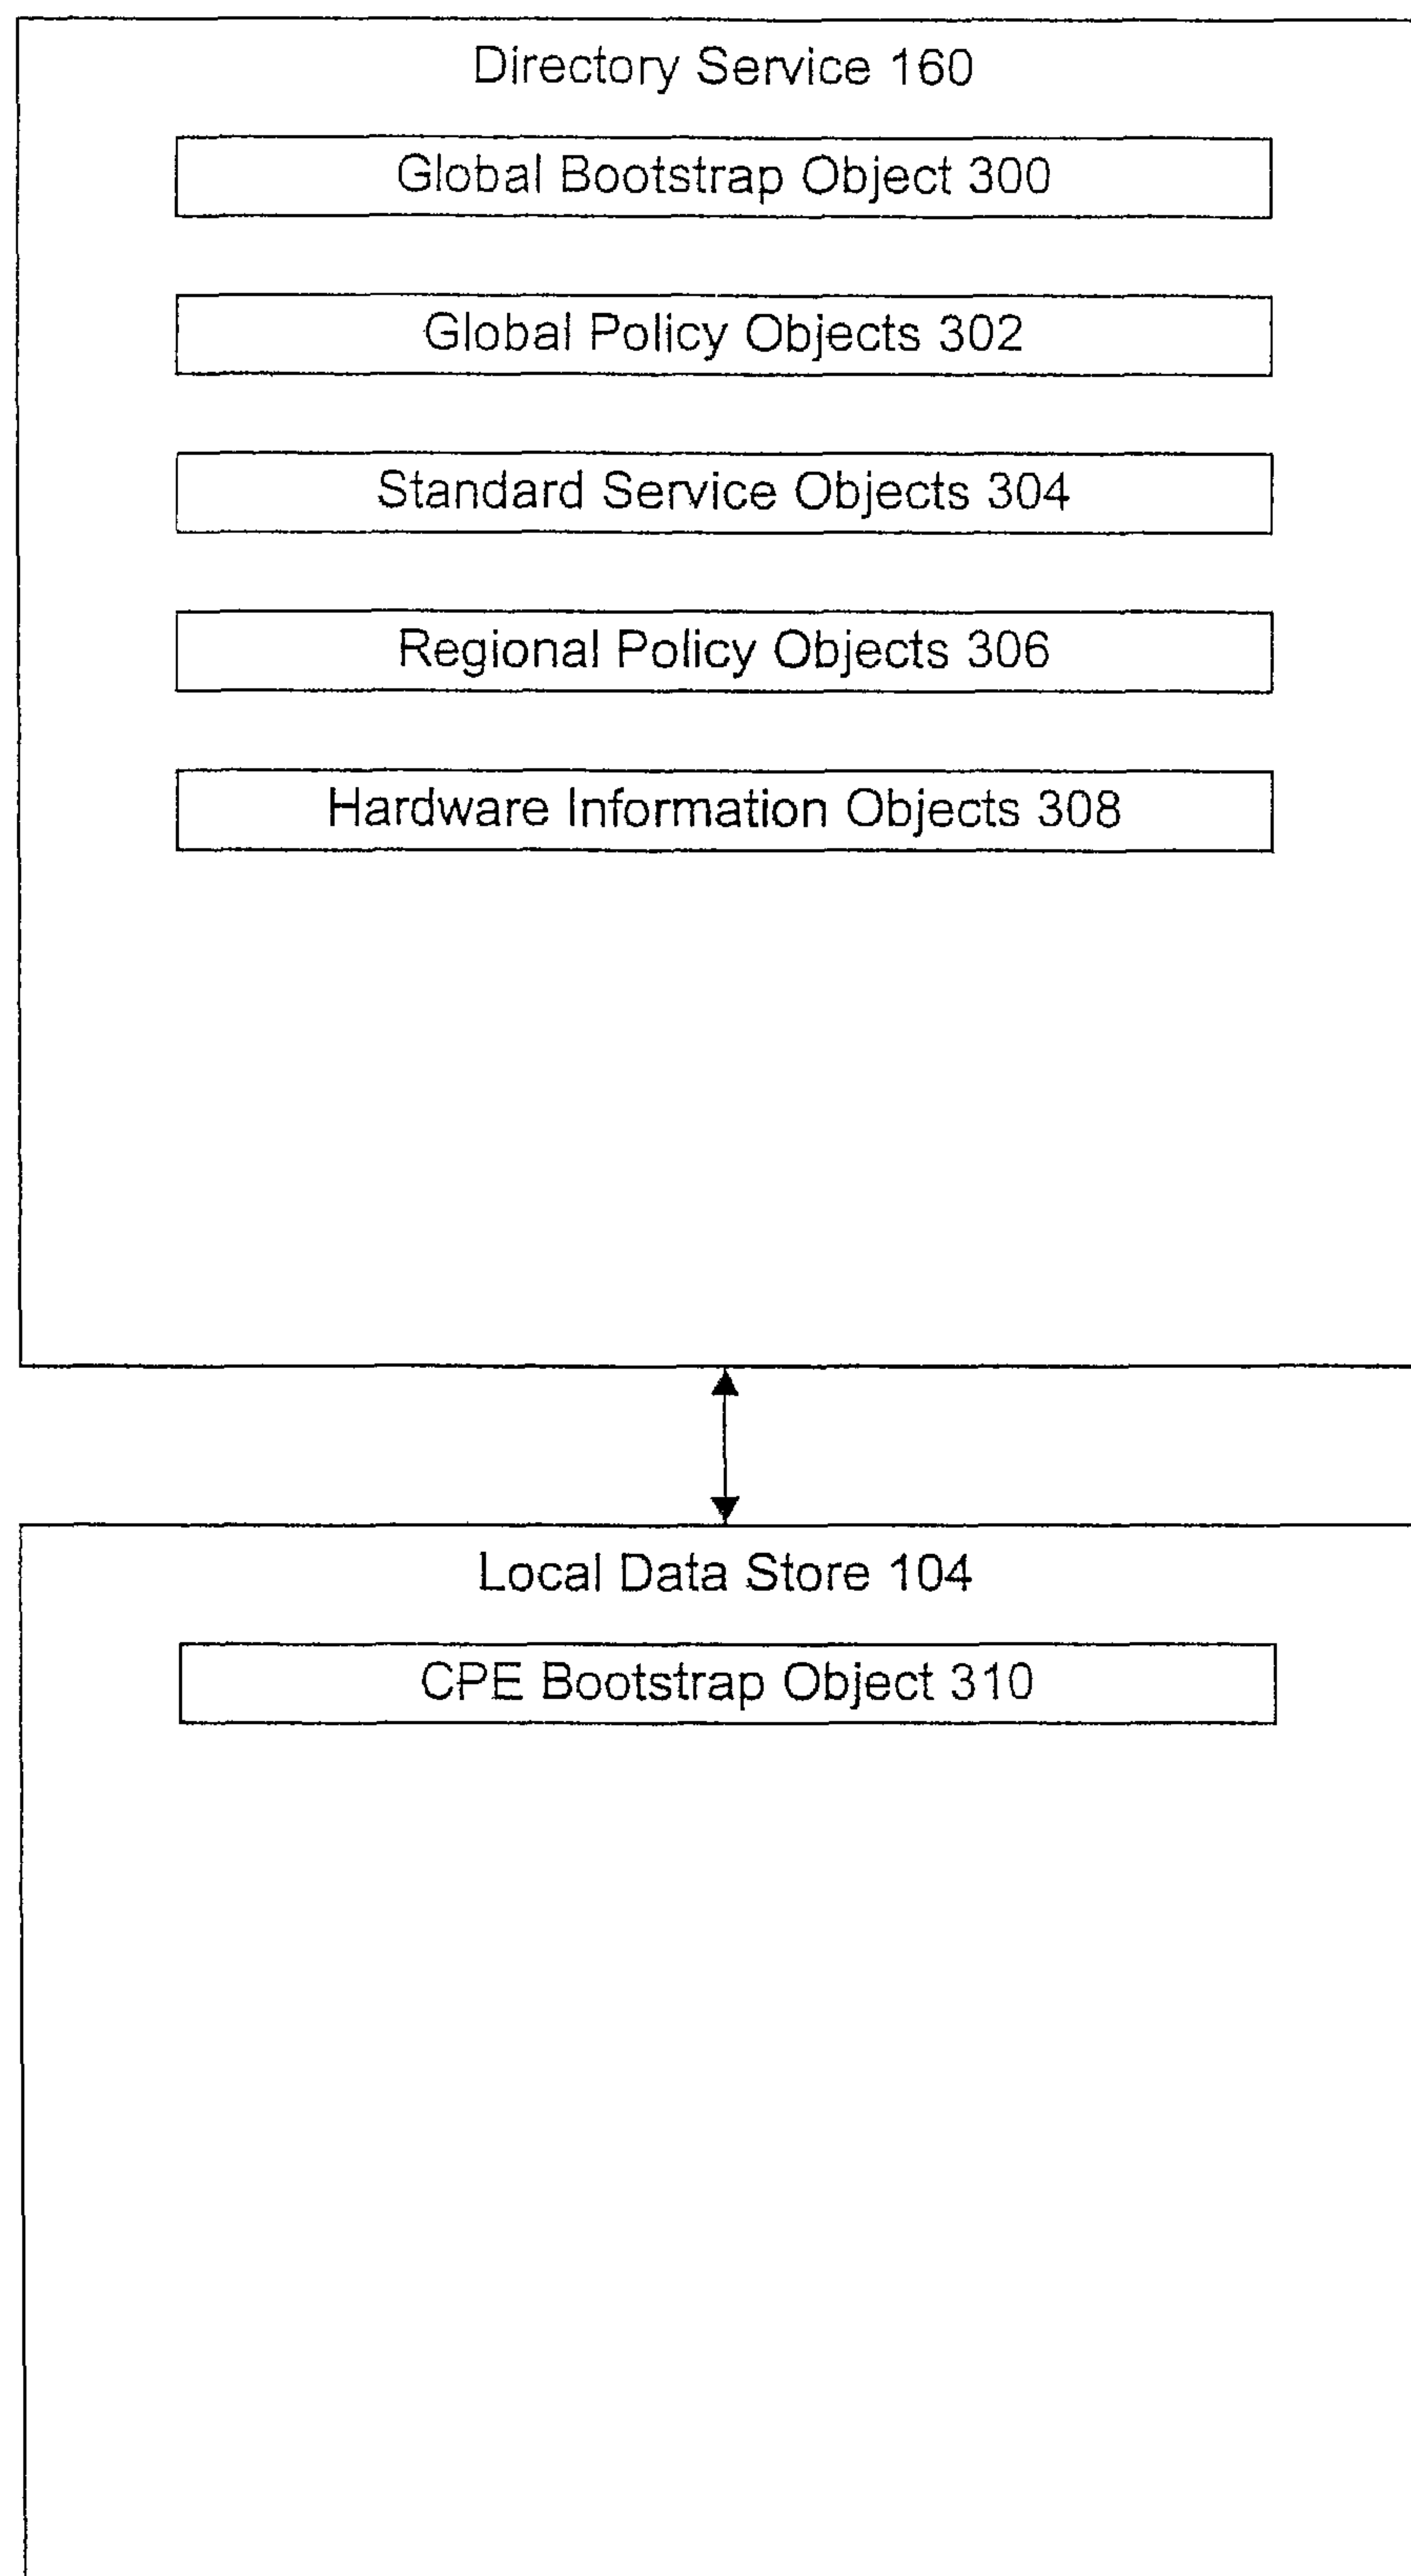 Directory Service 160
Global Bootstrap Object 300
Global Policy Objects 302
Standard Service Objects 304
Regional Policy Objects 306
Hardware Information Objects 308
Local Data Store 104
CPE Bootstrap Object 310